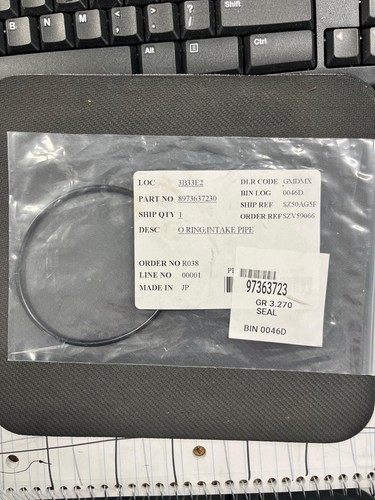 Shift
B
N
M
<
,
>
.
?
/
Alt
Ctrl
LOC 3B33E2
DLR CODE GMDMX
PART NO 8973637230
BIN LOG 0046D
SHIP QTY 1
SHIP REF SZ50AG5F
DESC O RING;INTAKE PIPE
ORDER REF SZV59066
ORDER NO R038
LINE NO 00001
MADE IN JP
97363723
GR 3.270
SEAL
BIN 0046D